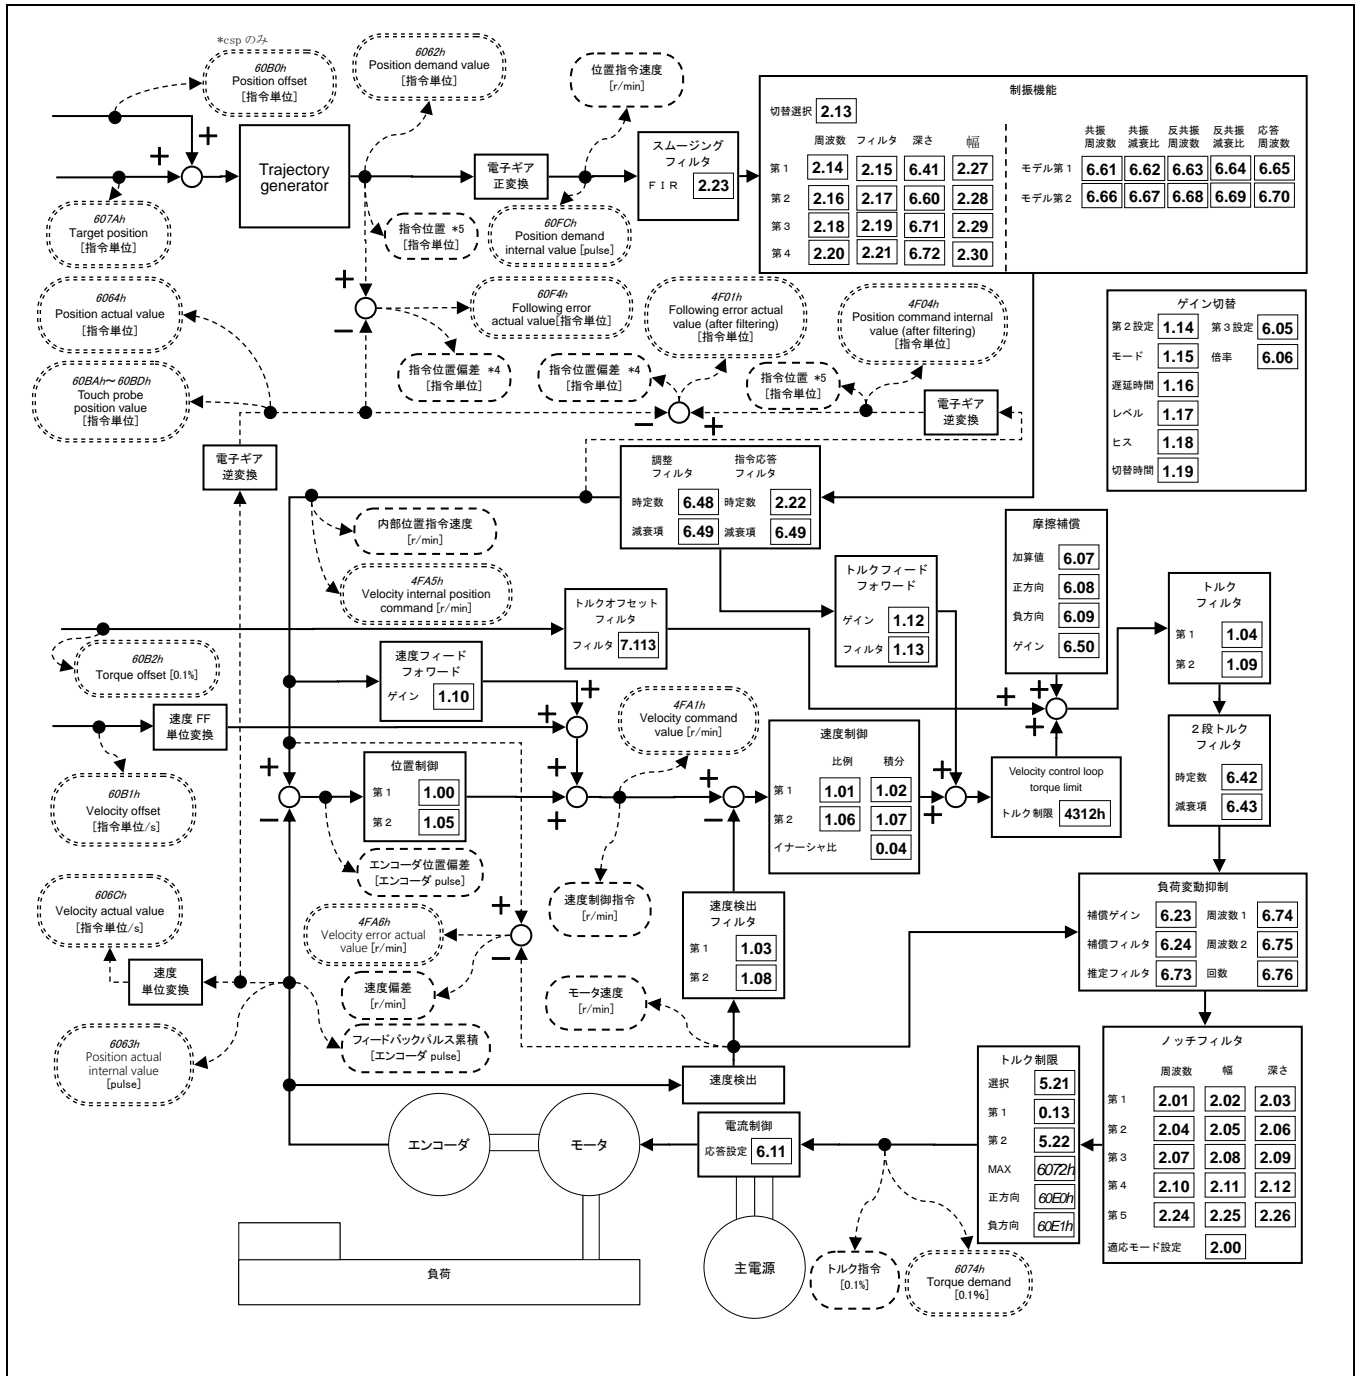 *csp のみ
60B0h
Position offset
[指令単位]
6062h
Position demand value
[指令単位]
位置指令速度
[r/min]
607Ah
Target position
[指令単位]
Trajectory
generator
電子ギア
正変換
スムージング
フィルタ
ＦＩＲ 2.23
指令位置 *5
[指令単位]
60FCh
Position demand
internal value [pulse]
制振機能
切替選択 2.13
周波数 フィルタ 深さ 幅
第1 2.14 2.15 6.41 2.27
第2 2.16 2.17 6.60 2.28
第3 2.18 2.19 6.71 2.29
第4 2.20 2.21 6.72 2.30
共振 共振 反共振 反共振 応答
周波数 減衰比 周波数 減衰比 周波数
モデル第1 6.61 6.62 6.63 6.64 6.65
モデル第2 6.66 6.67 6.68 6.69 6.70
6064h
Position actual value
[指令単位]
60BAh～60BDh
Touch probe
position value
[指令単位]
60F4h
Following error
actual value[指令単位]
4F01h
Following error actual
value (after filtering)
[指令単位]
4F04h
Position command internal
value (after filtering)
[指令単位]
指令位置偏差 *4
[指令単位]
指令位置偏差 *4
[指令単位]
指令位置 *5
[指令単位]
電子ギア
逆変換
電子ギア
逆変換
ゲイン切替
第2設定 1.14 第3設定 6.05
モード 1.15 倍率 6.06
遅延時間 1.16
レベル 1.17
ヒス 1.18
切替時間 1.19
調整
フィルタ
指令応答
フィルタ
時定数 6.48 時定数 2.22
減衰項 6.49 減衰項 6.49
内部位置指令速度
[r/min]
4FA5h
Velocity internal position
command [r/min]
60B2h
Torque offset [0.1%]
トルクオフセット
フィルタ
フィルタ 7.113
トルクフィード
フォワード
ゲイン 1.12
フィルタ 1.13
摩擦補償
加算値 6.07
正方向 6.08
負方向 6.09
ゲイン 6.50
トルク
フィルタ
第1 1.04
第2 1.09
速度フィード
フォワード
ゲイン 1.10
速度 FF
単位変換
60B1h
Velocity offset
[指令単位/s]
4FA1h
Velocity command
value [r/min]
位置制御
第1 1.00
第2 1.05
速度制御
比例 積分
第1 1.01 1.02
第2 1.06 1.07
イナーシャ比 0.04
Velocity control loop
torque limit
トルク制限 4312h
2段トルク
フィルタ
時定数 6.42
減衰項 6.43
エンコーダ位置偏差
[エンコーダ pulse]
速度制御指令
[r/min]
4FA6h
Velocity error actual
value [r/min]
速度偏差
[r/min]
606Ch
Velocity actual value
[指令単位/s]
速度
単位変換
6063h
Position actual
internal value
[pulse]
フィードバックパルス累積
[エンコーダ pulse]
モータ速度
[r/min]
速度検出
フィルタ
第1 1.03
第2 1.08
速度検出
負荷変動抑制
補償ゲイン 6.23 周波数1 6.74
補償フィルタ 6.24 周波数2 6.75
推定フィルタ 6.73 回数 6.76
ノッチフィルタ
周波数 幅 深さ
第1 2.01 2.02 2.03
第2 2.04 2.05 2.06
第3 2.07 2.08 2.09
第4 2.10 2.11 2.12
第5 2.24 2.25 2.26
適応モード設定 2.00
トルク制限
選択 5.21
第1 0.13
第2 5.22
MAX 6072h
正方向 60E0h
負方向 60E1h
電流制御
応答設定 6.11
エンコーダ
モータ
主電源
負荷
トルク指令
[0.1%]
6074h
Torque demand
[0.1%]